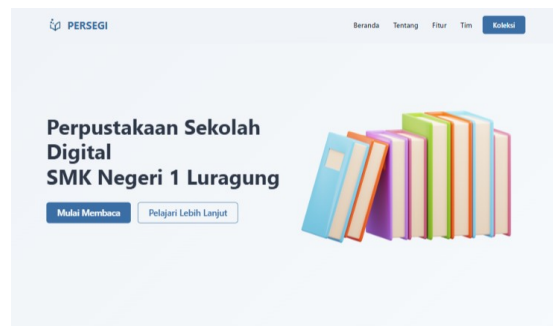 PERSEGI
Beranda Tentang Fitur Tim Koleksi
Perpustakaan Sekolah
Digital
SMK Negeri 1 Luragung
Mulai Membaca Pelajari Lebih Lanjut